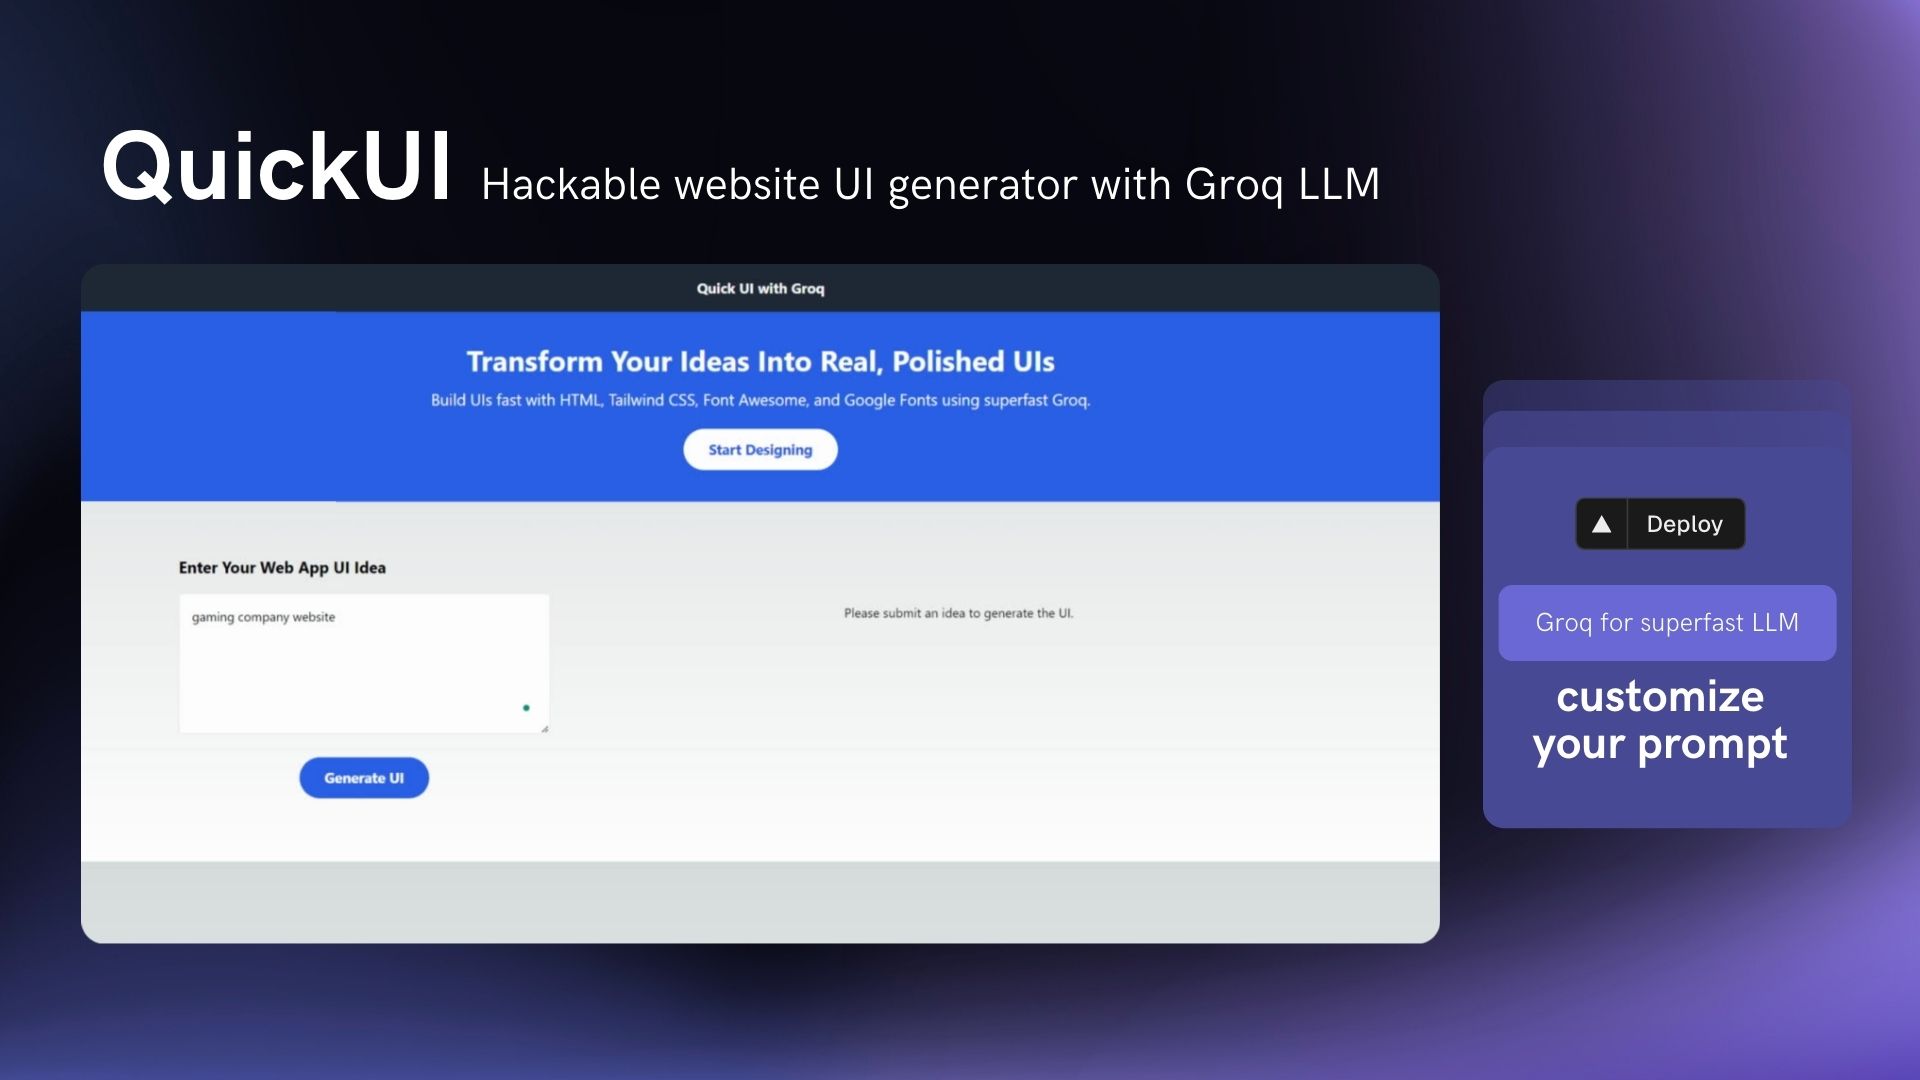 QuickUI Hackable website UI generator with Groq LLM
Quick UI with Groq
Transform Your Ideas Into Real, Polished UIs
Build UIs fast with HTML, Tailwind CSS, Font Awesome, and Google Fonts using superfast Groq.
Start Designing
Enter Your Web App UI Idea
gaming company website
Please submit an idea to generate the UI.
Generate UI
Deploy
Groq for superfast LLM
customize
your prompt